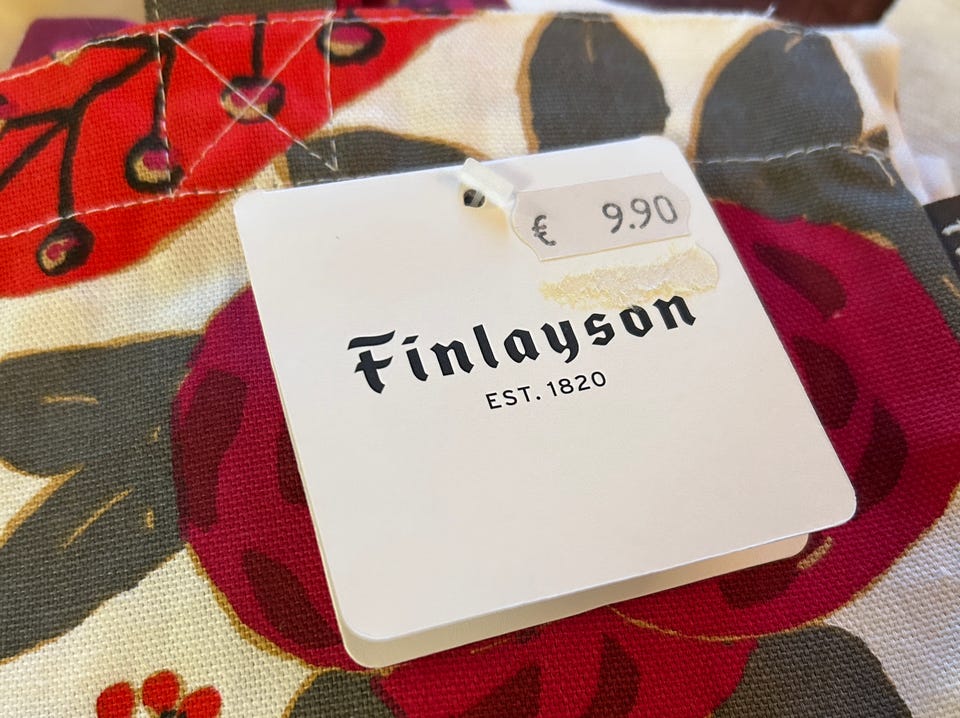 € 9.90
Finlayson
EST. 1820